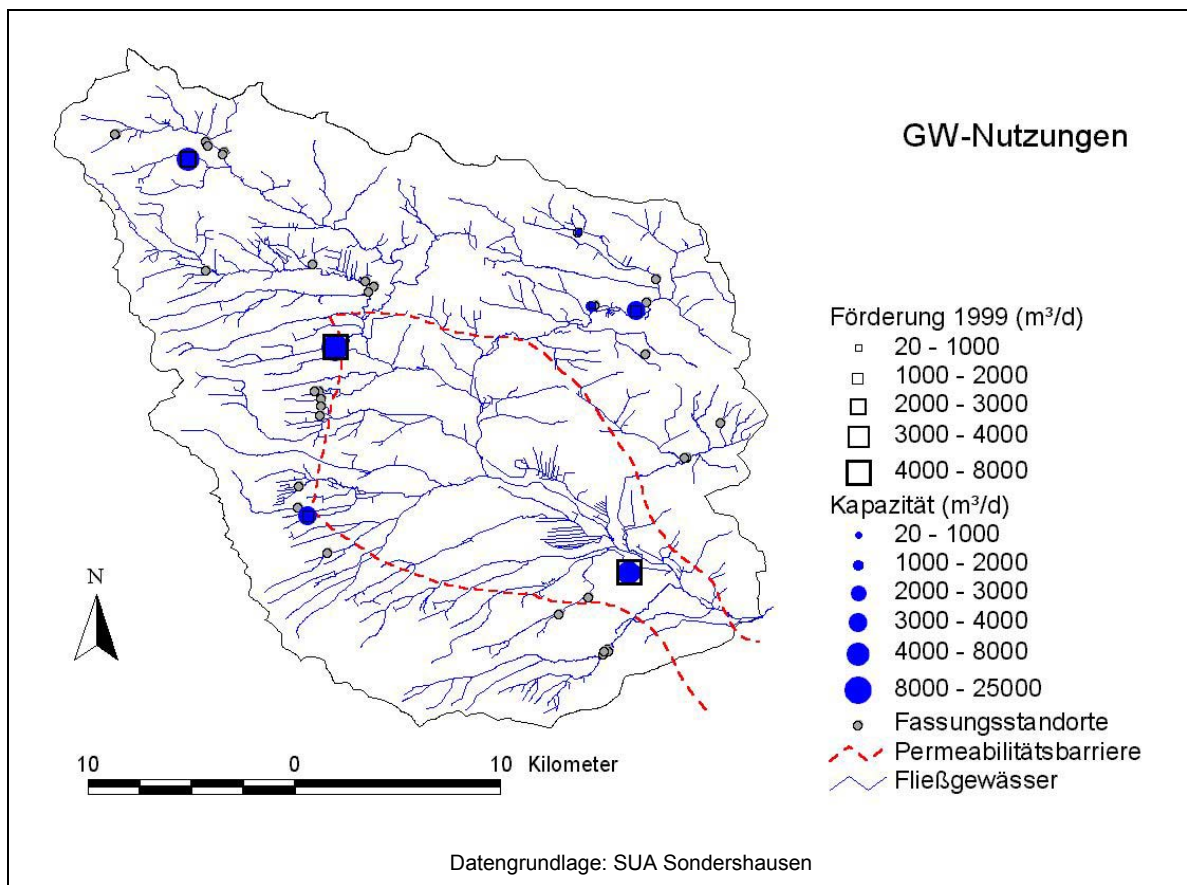 GW-Nutzungen
Förderung 1999 (m³/d)
20 - 1000
1000 - 2000
2000 - 3000
3000 - 4000
4000 - 8000
Kapazität (m³/d)
20 - 1000
1000 - 2000
2000 - 3000
3000 - 4000
4000 - 8000
8000 - 25000
Fassungsstandorte
Permeabilitätsbarriere
Fließgewässer
N
10 0 10 Kilometer
Datengrundlage: SUA Sondershausen